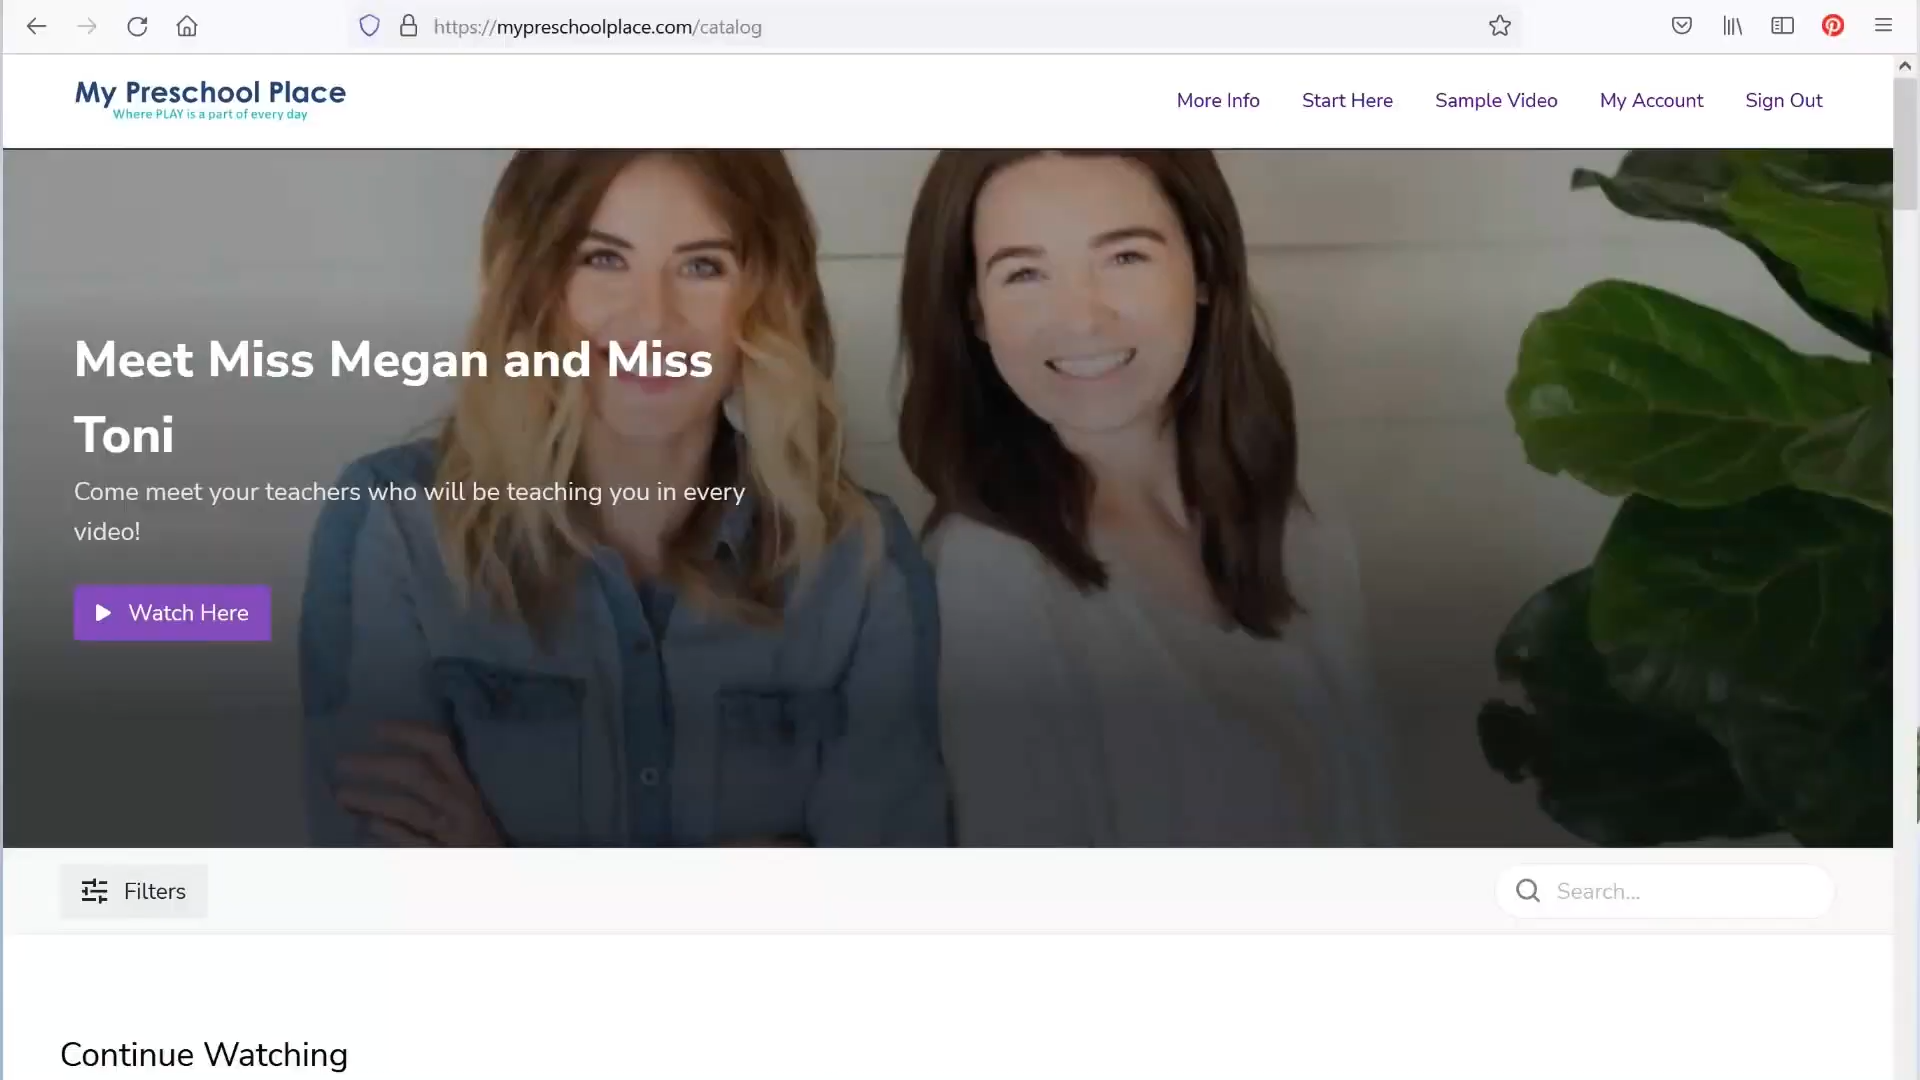 https://mypreschoolplace.com/catalog
My Preschool Place
Where PLAY is a part of every day
More Info
Start Here
Sample Video
My Account
Sign Out
Meet Miss Megan and Miss
Toni
Come meet your teachers who will be teaching you in every
video!
Watch Here
Filters
Search...
Continue Watching